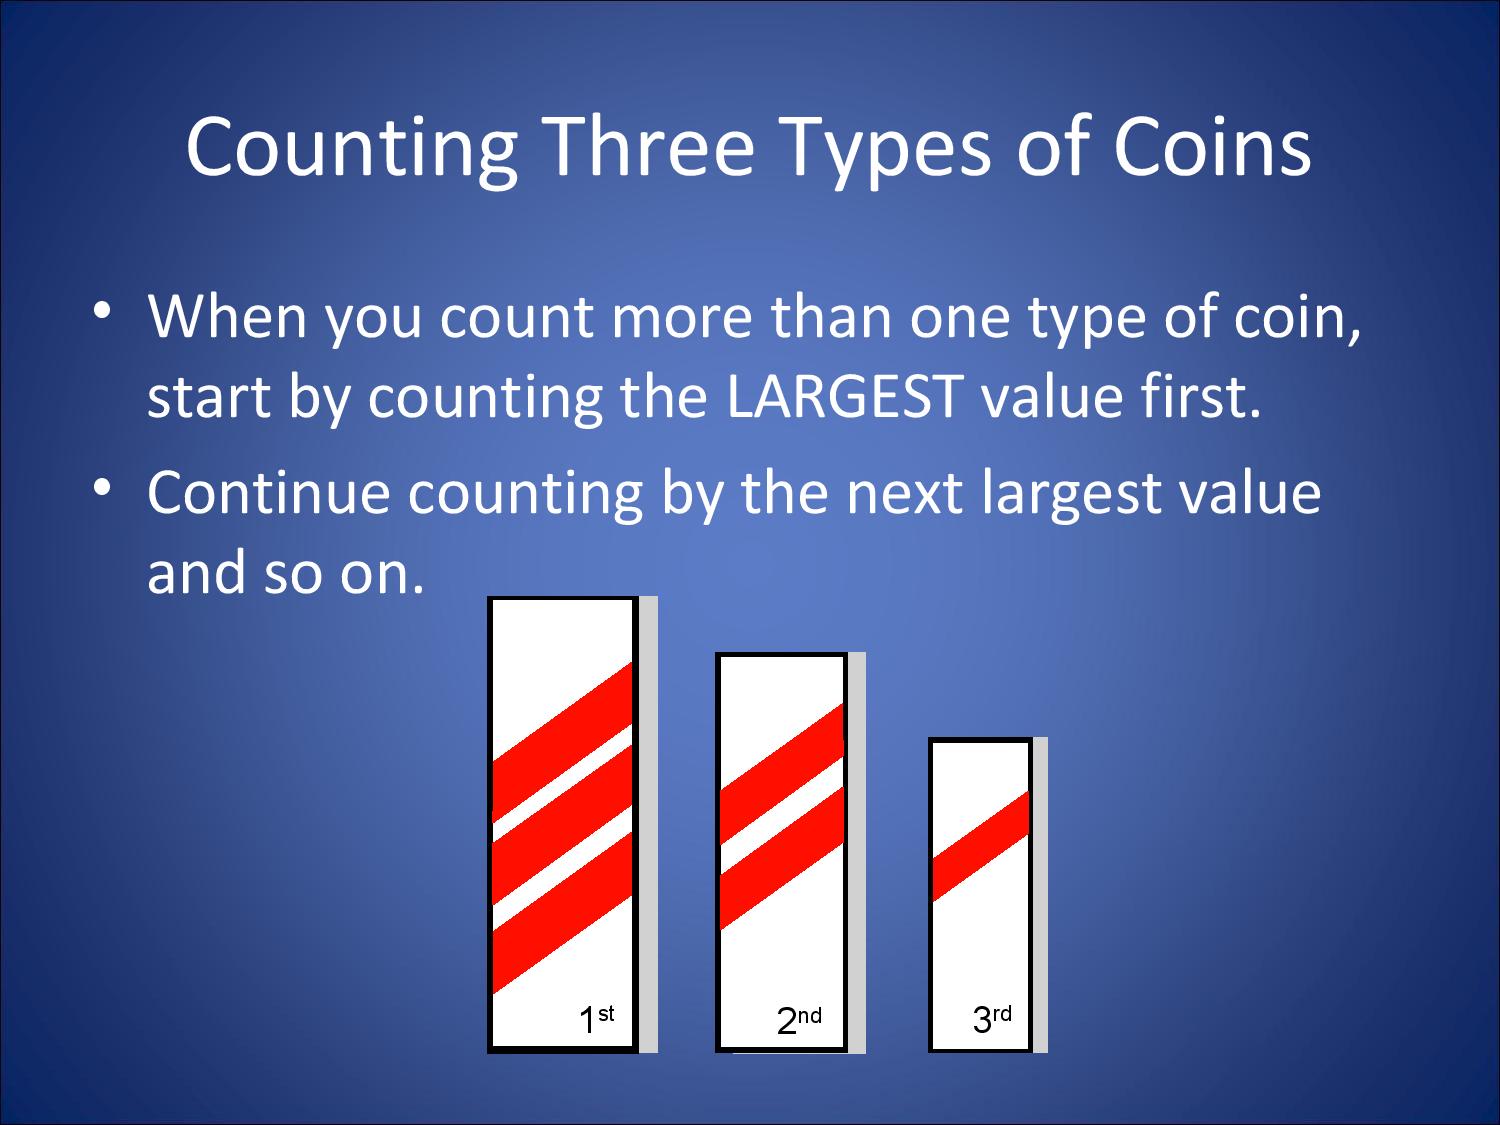 Counting Three Types of Coins
• When you count more than one type of coin,
start by counting the LARGEST value first.
• Continue counting by the next largest value
and so on.
1st
2nd
3rd